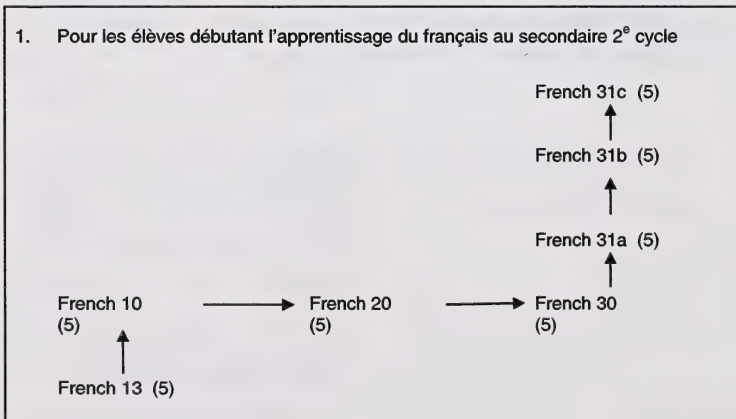 1. Pour les élèves débutant l'apprentissage du français au secondaire 2e cycle
French 31c (5)
French 31b (5)
French 31a (5)
French 10 French 20 French 30
(5) (5) (5)
French 13 (5)